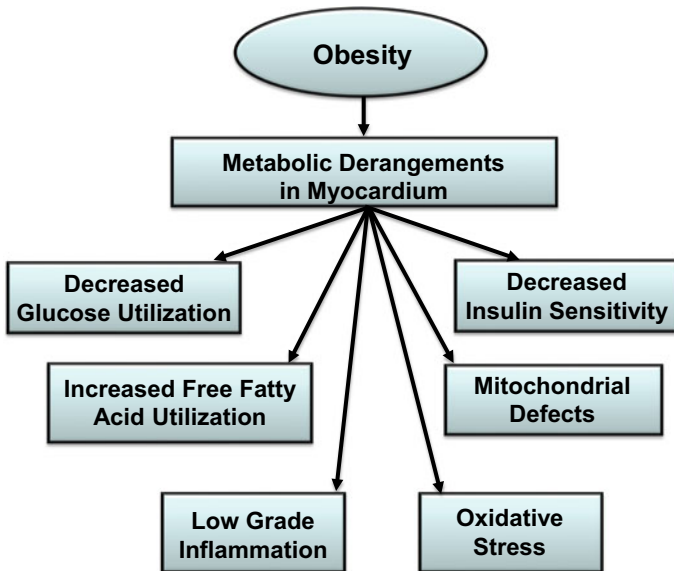 Obesity
Metabolic Derangements
in Myocardium
Decreased
Glucose Utilization
Decreased
Insulin Sensitivity
Increased Free Fatty
Acid Utilization
Mitochondrial
Defects
Low Grade
Inflammation
Oxidative
Stress